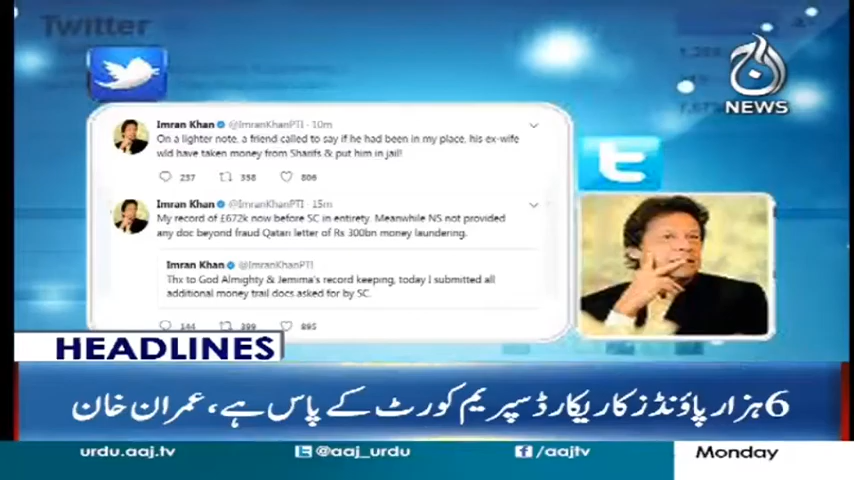 Twitter
آج
NEWS
Imran Khan @ImranKhanPTI · 10m
On a lighter note, a friend called to say if he had been in my place, his ex-wife
wld have taken money from Sharifs & put him in jail!
237 358 806
Imran Khan @ImranKhanPTI · 15m
My record of £672k now before SC in entirety. Meanwhile NS not provided
any doc beyond fraud Qatari letter of Rs 300bn money laundering.
Imran Khan @ImranKhanPTI
Thx to God Almighty & Jemima's record keeping, today I submitted all
additional money trail docs asked for by SC.
144 399 895
HEADLINES
6 ہزار پاؤنڈز کا ریکارڈ سپریم کورٹ کے پاس ہے، عمران خان
urdu.aaj.tv @aaj_urdu /aajtv Monday